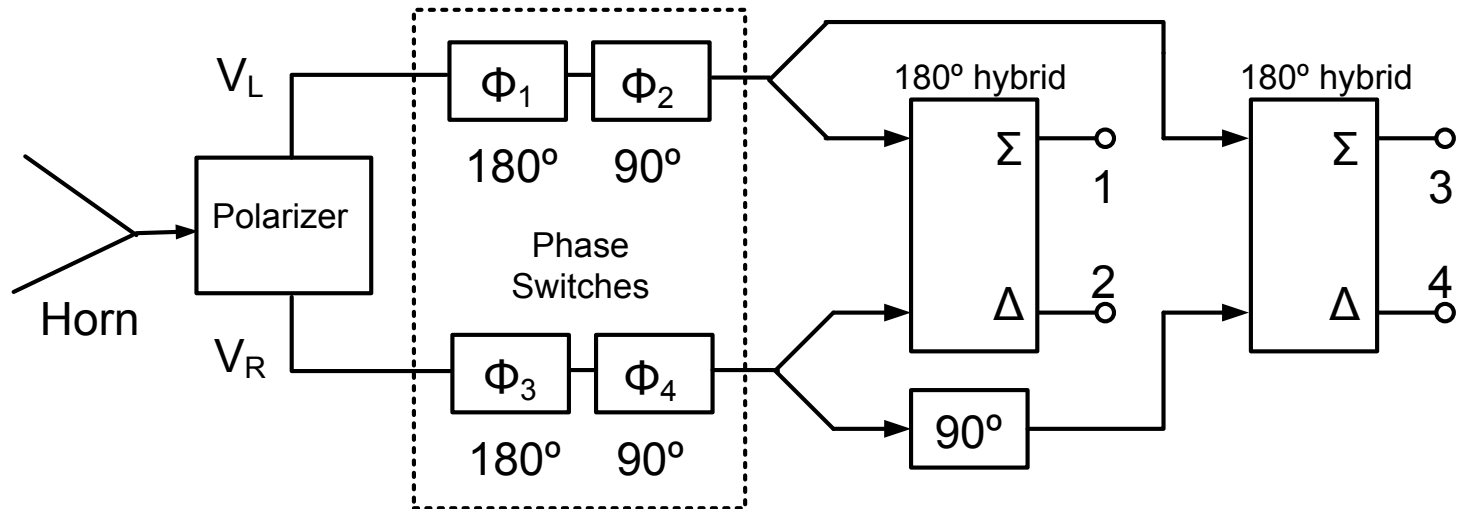 V_L
Φ₁
Φ₂
180º
90º
180º hybrid
180º hybrid
Σ
1
Σ
3
Polarizer
Phase
Switches
Horn
Δ
2
Δ
4
V_R
Φ₃
Φ₄
180º
90º
90º